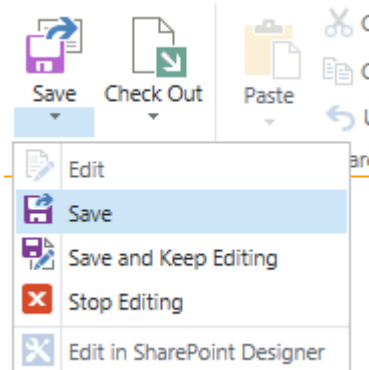 Save Check Out Paste
Edit
Save
Save and Keep Editing
Stop Editing
Edit in SharePoint Designer